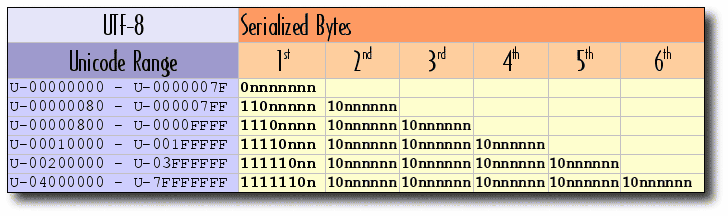 UTF-8 Serialized Bytes
Unicode Range 1st 2nd 3rd 4th 5th 6th
U-00000000 - U-0000007F 0nnnnnnn
U-00000080 - U-000007FF 110nnnnn 10nnnnnn
U-00000800 - U-0000FFFF 1110nnnn 10nnnnnn 10nnnnnn
U-00010000 - U-001FFFFF 11110nnn 10nnnnnn 10nnnnnn 10nnnnnn
U-00200000 - U-03FFFFFF 111110nn 10nnnnnn 10nnnnnn 10nnnnnn 10nnnnnn
U-04000000 - U-7FFFFFFF 1111110n 10nnnnnn 10nnnnnn 10nnnnnn 10nnnnnn 10nnnnnn